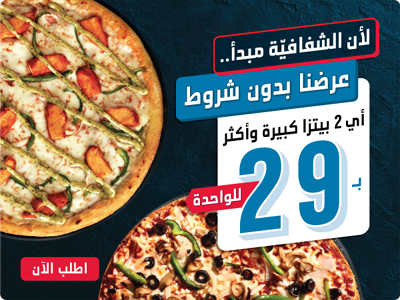 لأن الشفافيّة مبدأ..
عرضنا بدون شروط
أي 2 بيتزا كبيرة وأكثر
بـ 29
للواحدة
اطلب الآن